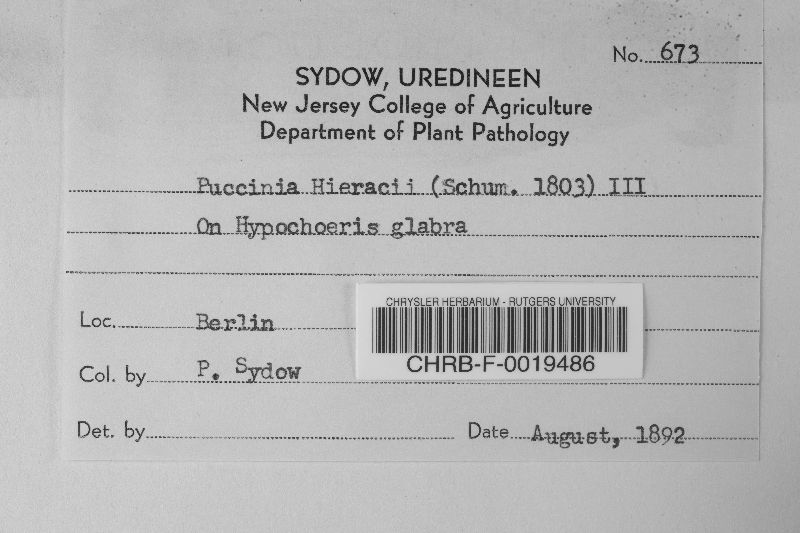 No. 673
SYDOW, UREDINEEN
New Jersey College of Agriculture
Department of Plant Pathology
Puccinia Hieracii (Schum. 1803) III
On Hypochoeris glabra
Loc. Berlin
CHRYSLER HERBARIUM - RUTGERS UNIVERSITY
CHRB-F-0019486
Col. by P. Sydow
Det. by
Date August, 1892